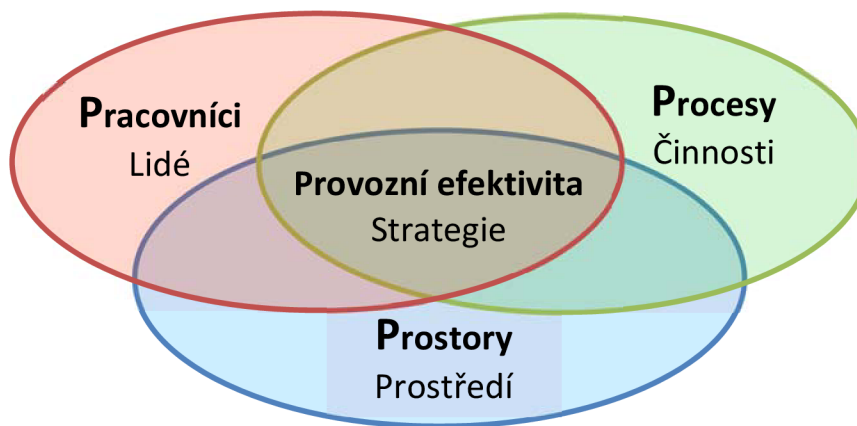 Pracovníci
Lidé
Procesy
Činnosti
Provozní efektivita
Strategie
Prostory
Prostředí